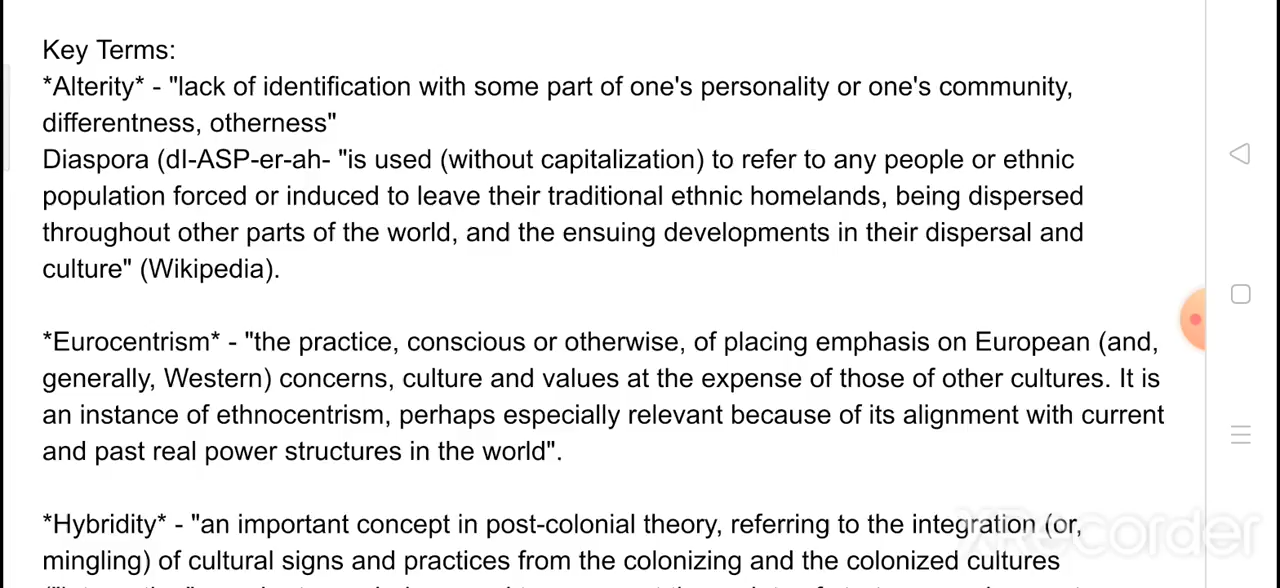 Key Terms:
*Alterity* - "lack of identification with some part of one's personality or one's community,
differentness, otherness"
Diaspora (dI-ASP-er-ah- "is used (without capitalization) to refer to any people or ethnic
population forced or induced to leave their traditional ethnic homelands, being dispersed
throughout other parts of the world, and the ensuing developments in their dispersal and
culture" (Wikipedia).
*Eurocentrism* - "the practice, conscious or otherwise, of placing emphasis on European (and,
generally, Western) concerns, culture and values at the expense of those of other cultures. It is
an instance of ethnocentrism, perhaps especially relevant because of its alignment with current
and past real power structures in the world".
*Hybridity* - "an important concept in post-colonial theory, referring to the integration (or,
mingling) of cultural signs and practices from the colonizing and the colonized cultures
XRecorder